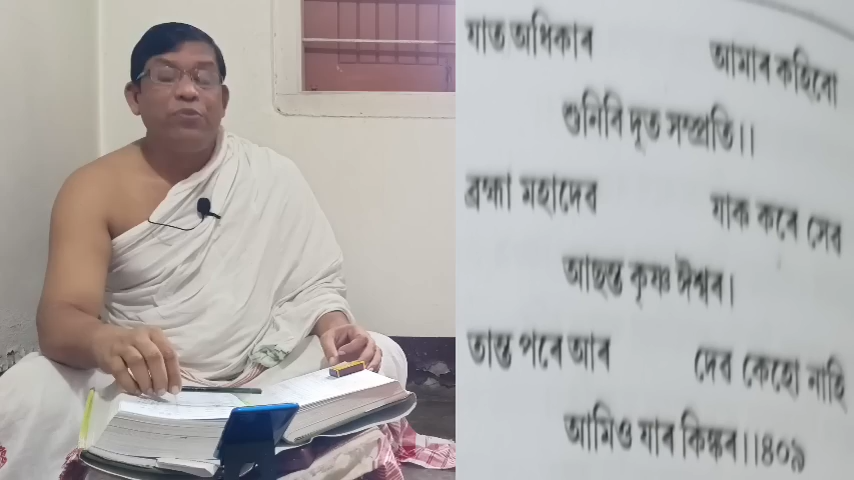 যাত অধিকাৰ আমাৰ কহিবো
শুনিবি দূত সম্প্ৰতি।।
ব্ৰহ্মা মহাদেৱ যাক কৰে সেৱ
আছন্ত কৃষ্ণ ঈশ্বৰ।
তান্ত পৰে আৰ দেৱ কেহো নাহি
আমিও যাৰ কিঙ্কৰ।।৪০৯